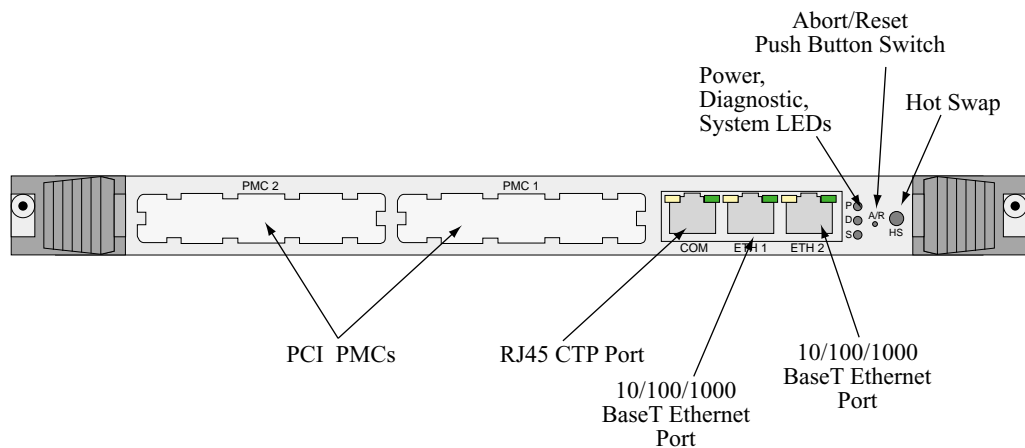 Abort/Reset
Push Button Switch
Power,
Diagnostic,
System LEDs
Hot Swap
PMC 2
PMC 1
P
D
S
A/R
HS
COM
ETH 1
ETH 2
PCI PMCs
RJ45 CTP Port
10/100/1000
BaseT Ethernet
Port
10/100/1000
BaseT Ethernet
Port